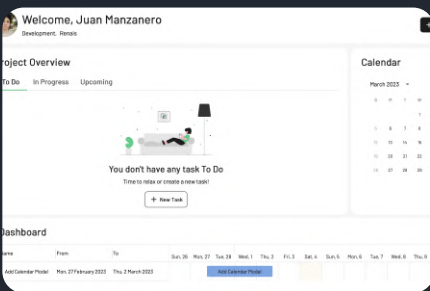 Welcome, Juan Manzanero
Development, Renais
roject Overview
To Do In Progress Upcoming
You don't have any task To Do
Time to relax or create a new task!
+ New Task
Calendar
March 2023
Dashboard
Name From To Sun, 26 Mon, 27 Tue, 28 Wed, 1 Thu, 2 Fri, 3 Sat, 4 Sun, 5 Mon, 6 Tue, 7 Wed, 8 Thu, 9
Add Calendar Modal Mon, 27 February 2023 Thu, 2 March 2023 Add Calendar Modal